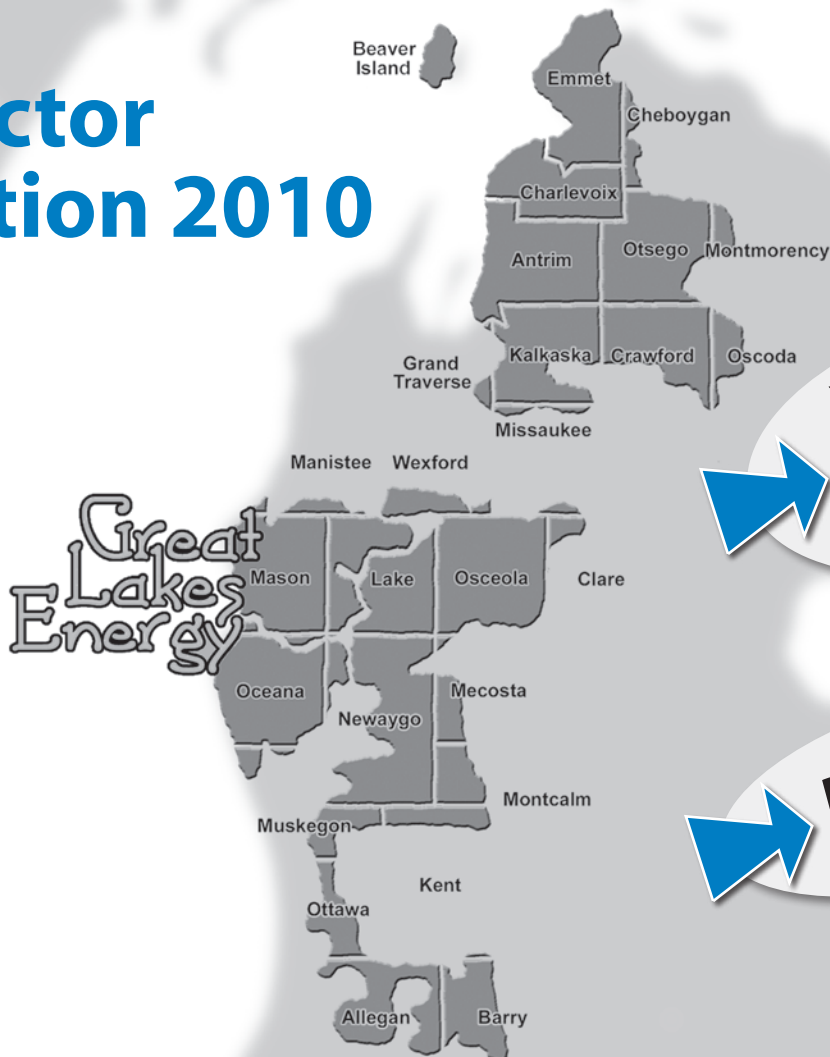 Beaver
Island
Emmet
ctor
Cheboygan
tion 2010
Charlevoix
Antrim
Otsego
Montmorency
Grand
Traverse
Kalkaska
Crawford
Oscoda
Missaukee
Manistee
Wexford
Great
Lakes
Energy
Mason
Lake
Osceola
Clare
Oceana
Newaygo
Mecosta
Montcalm
Muskegon
Kent
Ottawa
Allegan
Barry